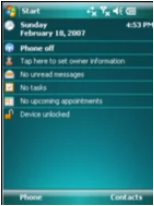 Start
Sunday 4:53 PM
February 18, 2007
Phone off
Tap here to set owner information
No unread messages
No tasks
No upcoming appointments
Device unlocked
Phone Contacts